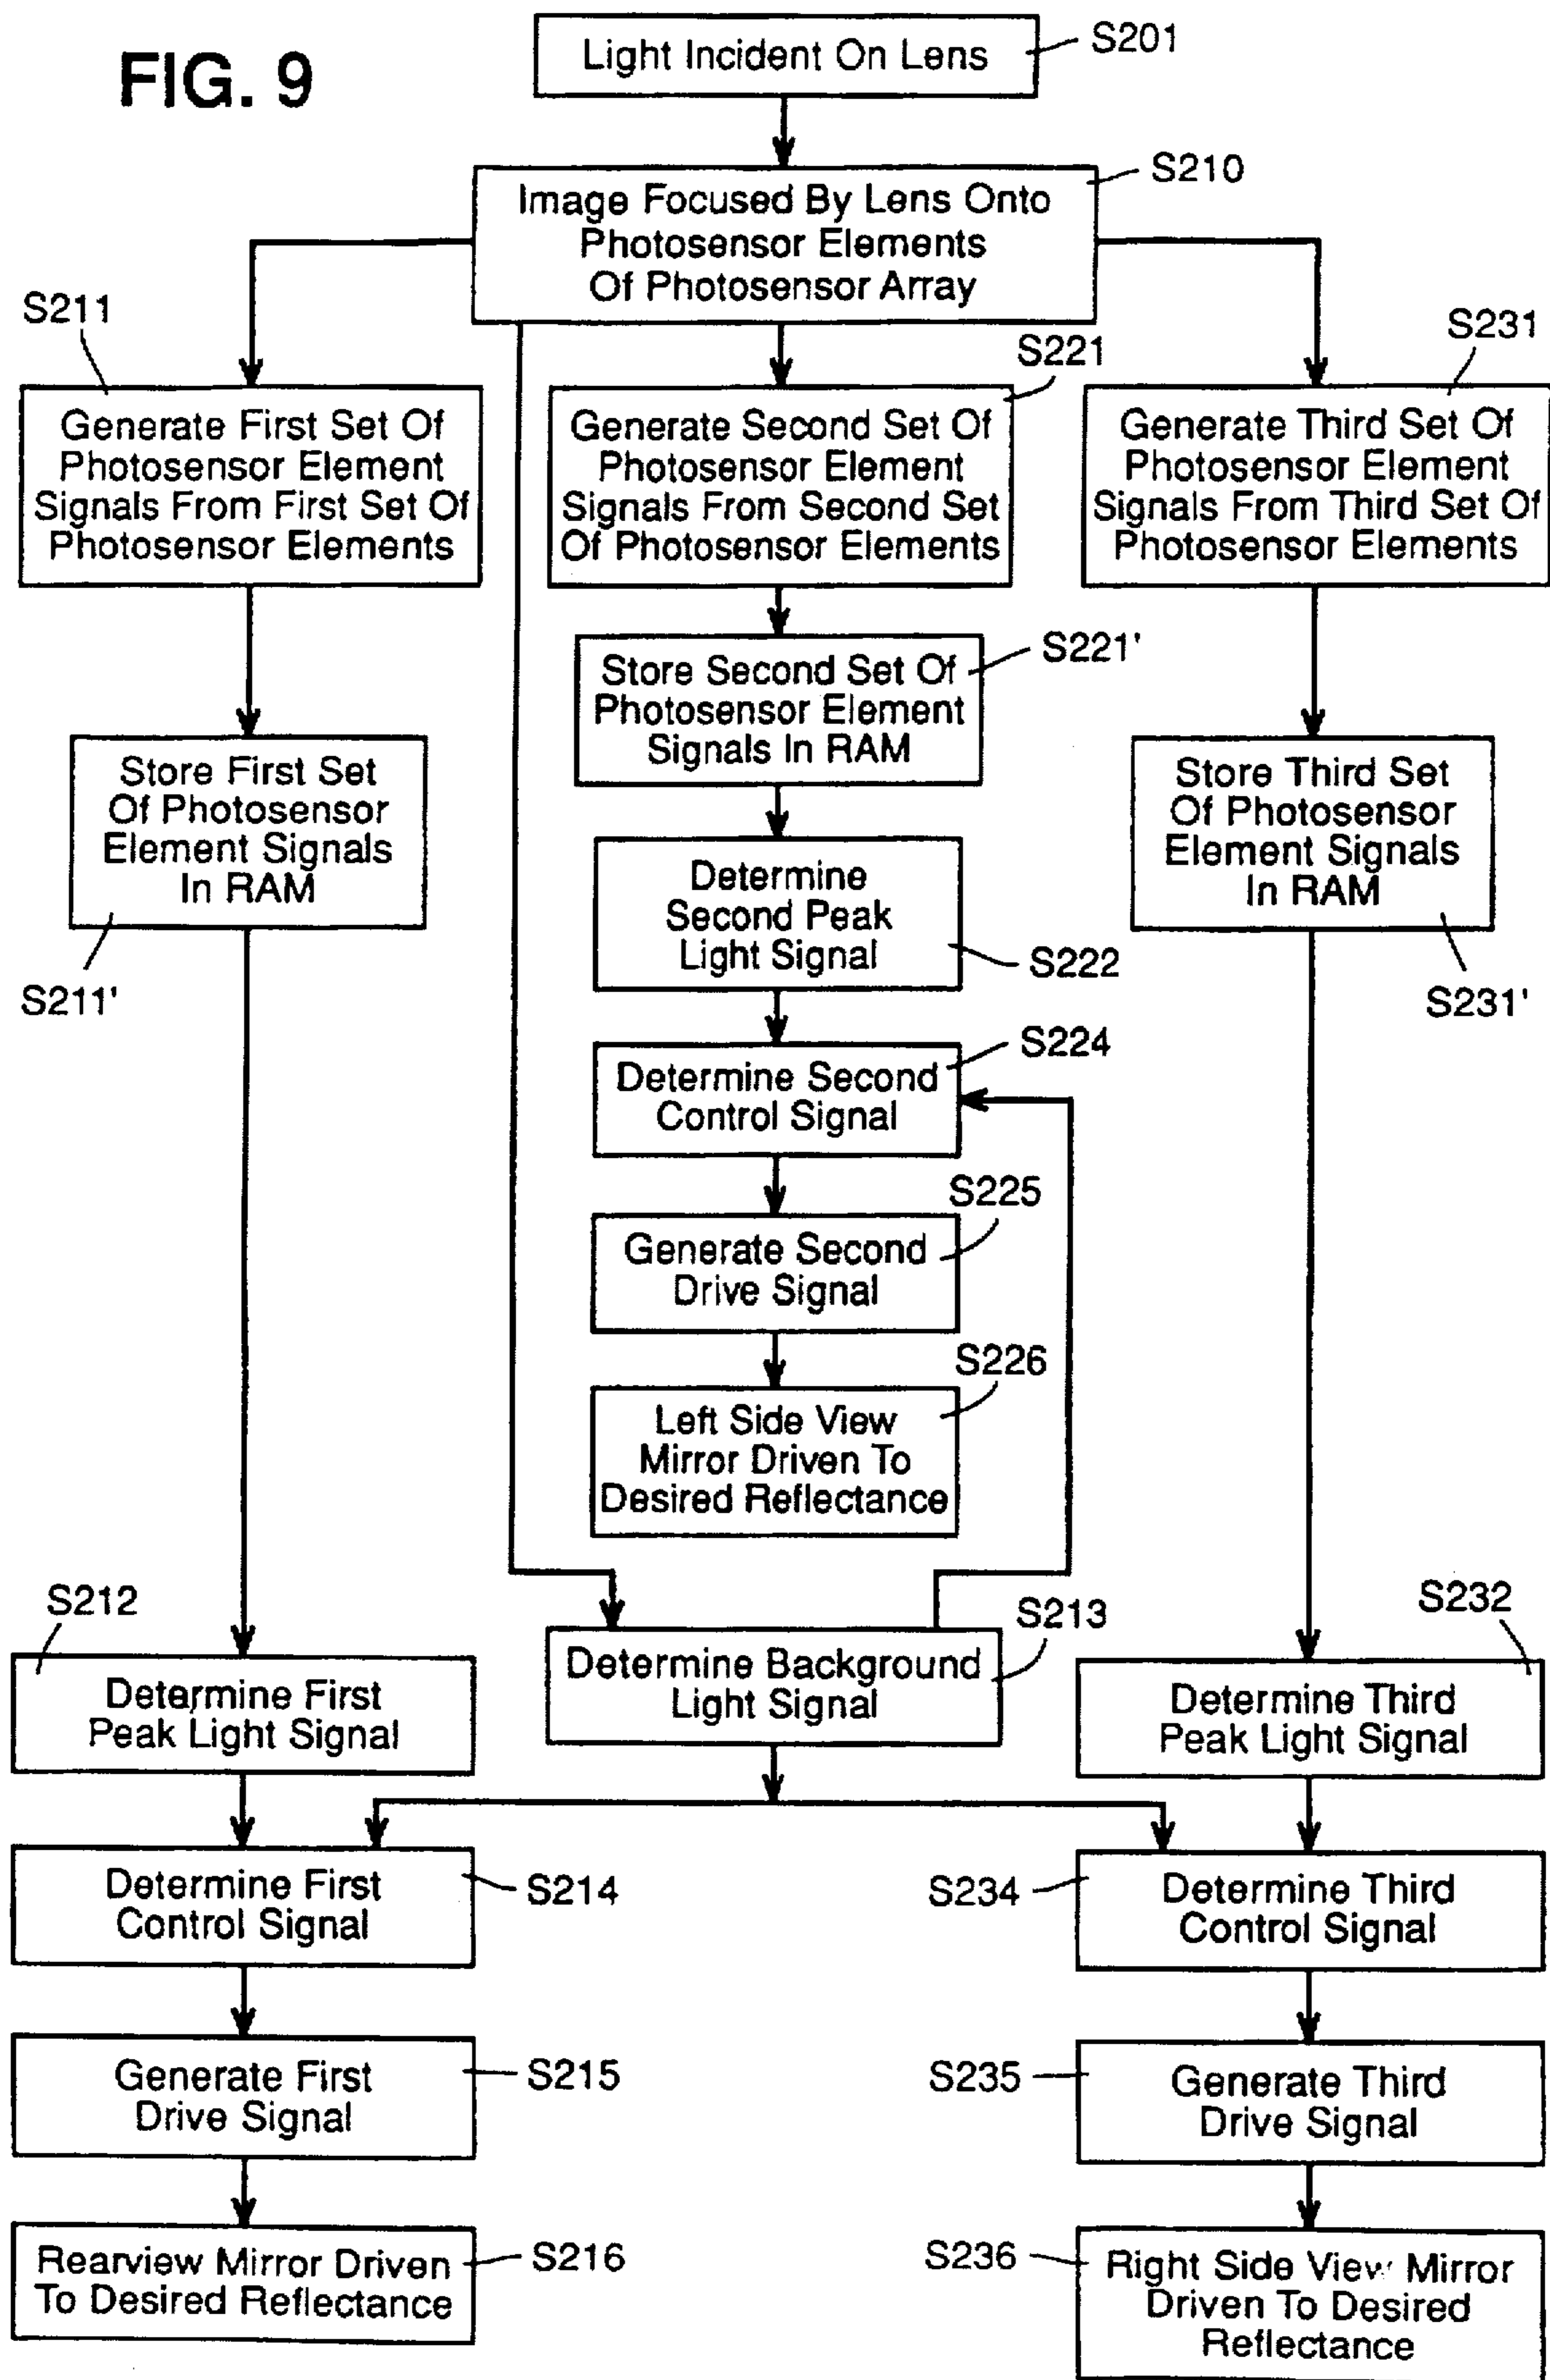 FIG. 9
Light Incident On Lens
S201
Image Focused By Lens Onto
Photosensor Elements
Of Photosensor Array
S210
S211
Generate First Set Of
Photosensor Element
Signals From First Set Of
Photosensor Elements
S221
Generate Second Set Of
Photosensor Element
Signals From Second Set
Of Photosensor Elements
S231
Generate Third Set Of
Photosensor Element
Signals From Third Set Of
Photosensor Elements
Store First Set
Of Photosensor
Element Signals
In RAM
S211'
Store Second Set Of
Photosensor Element
Signals In RAM
S221'
Store Third Set
Of Photosensor
Element Signals
In RAM
S231'
Determine
Second Peak
Light Signal
S222
Determine Second
Control Signal
S224
Generate Second
Drive Signal
S225
Left Side View
Mirror Driven To
Desired Reflectance
S226
S212
Determine First
Peak Light Signal
Determine Background
Light Signal
S213
S232
Determine Third
Peak Light Signal
Determine First
Control Signal
S214
S234
Determine Third
Control Signal
Generate First
Drive Signal
S215
S235
Generate Third
Drive Signal
Rearview Mirror Driven
To Desired Reflectance
S216
S236
Right Side View Mirror
Driven To Desired
Reflectance